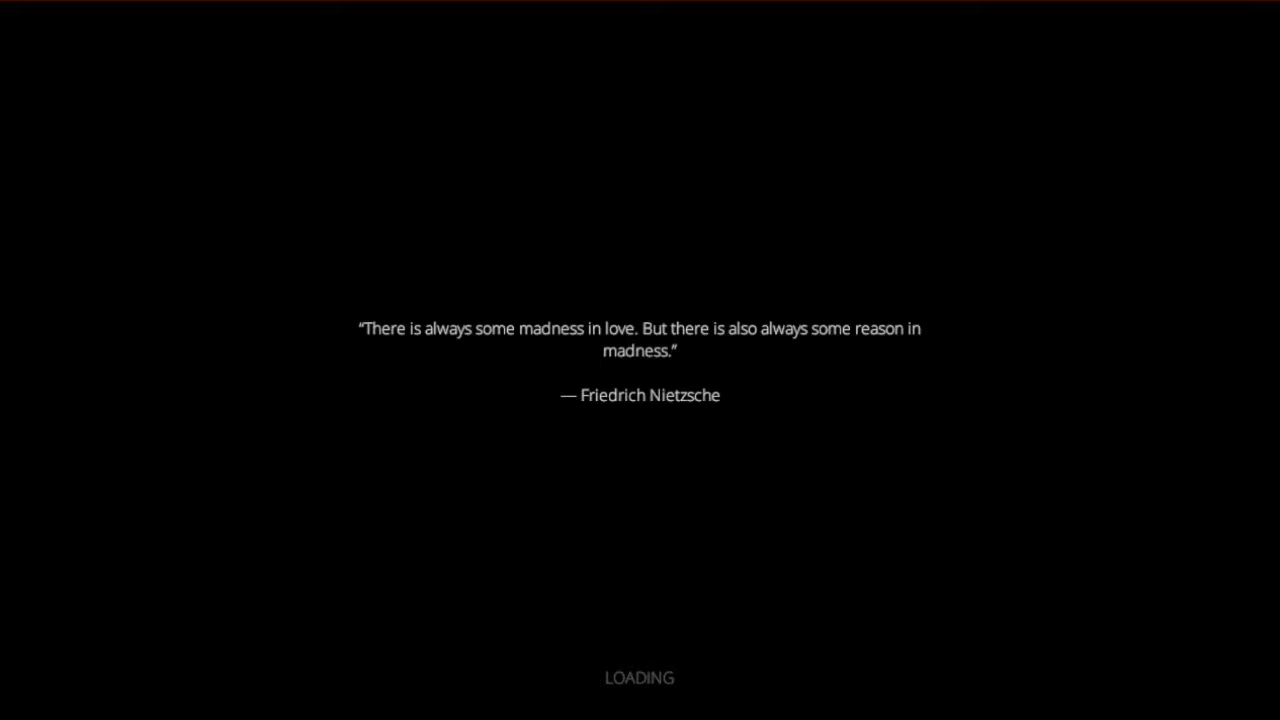 “There is always some madness in love. But there is also always some reason in
madness.”
— Friedrich Nietzsche
LOADING